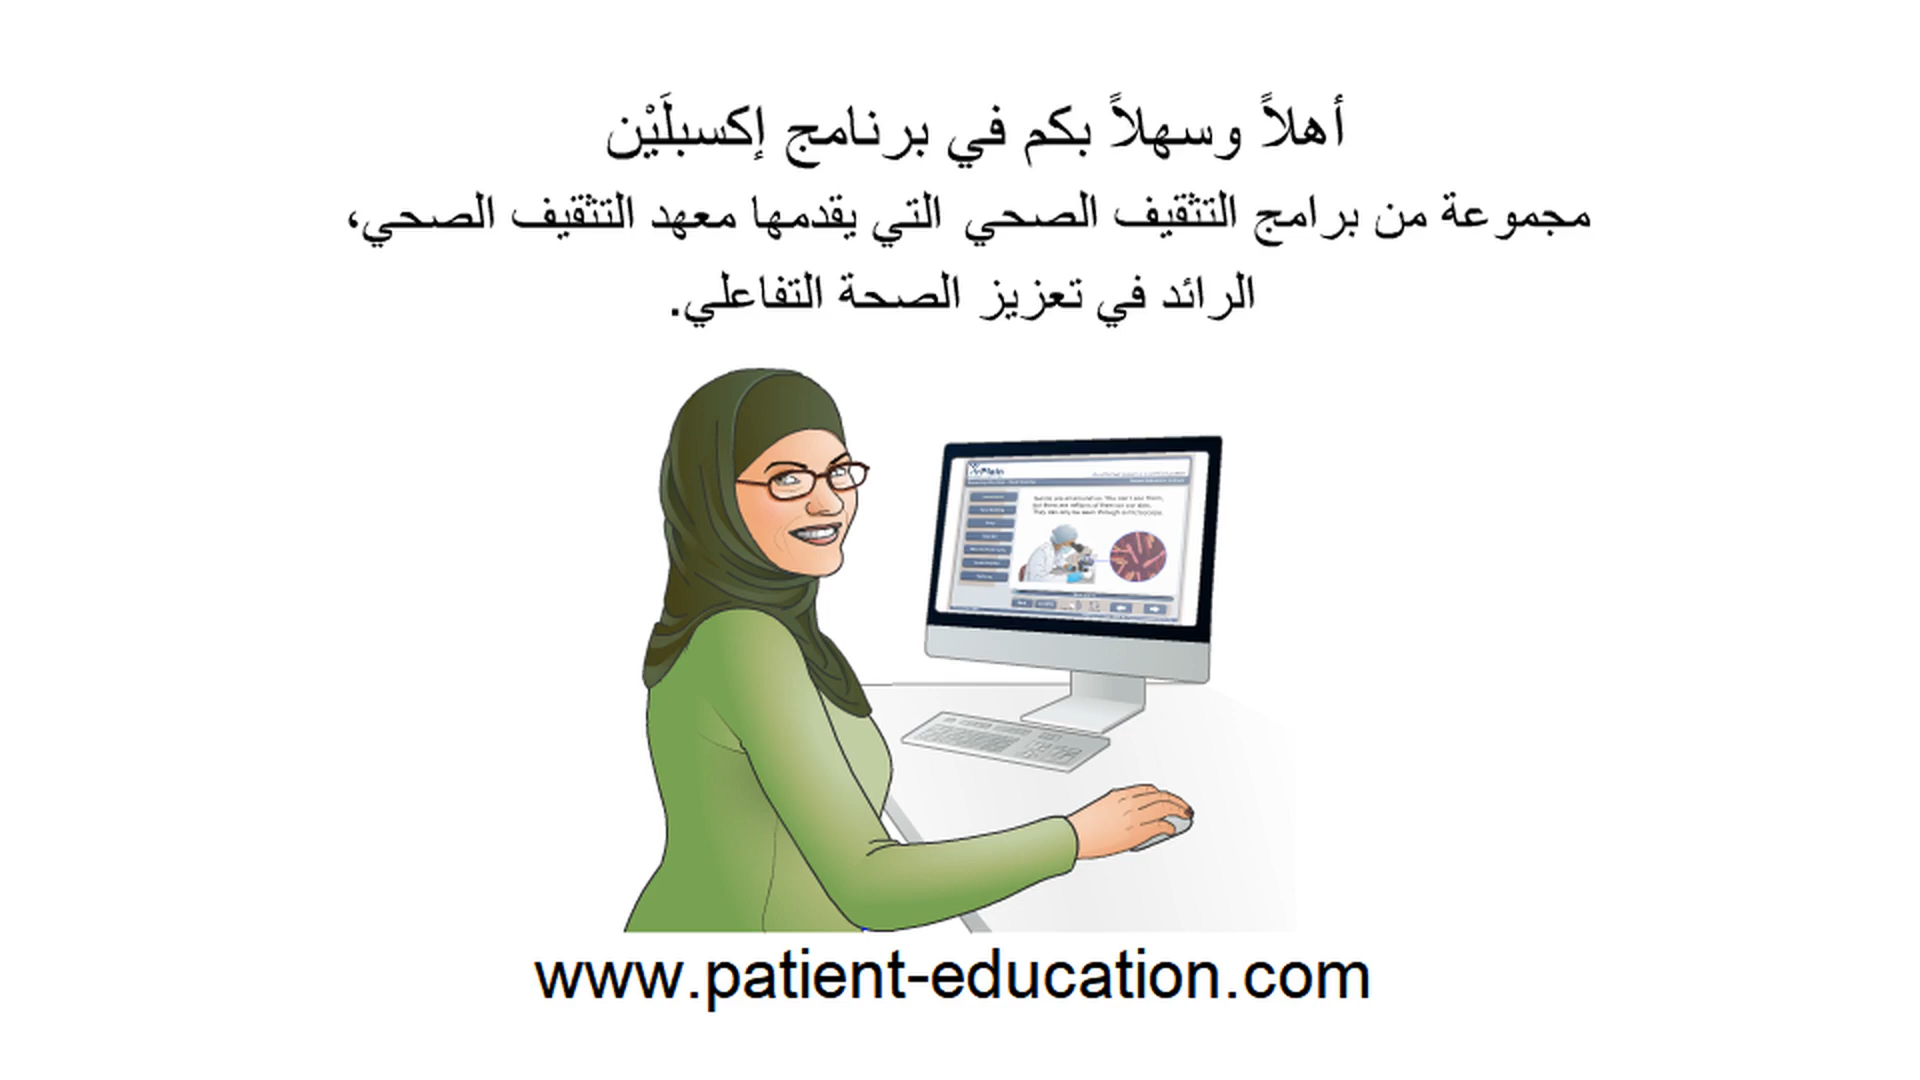 أهلاً وسهلاً بكم في برنامج إكسبلَيْن
مجموعة من برامج التثقيف الصحي التي يقدمها معهد التثقيف الصحي،
الرائد في تعزيز الصحة التفاعلي.
www.patient-education.com